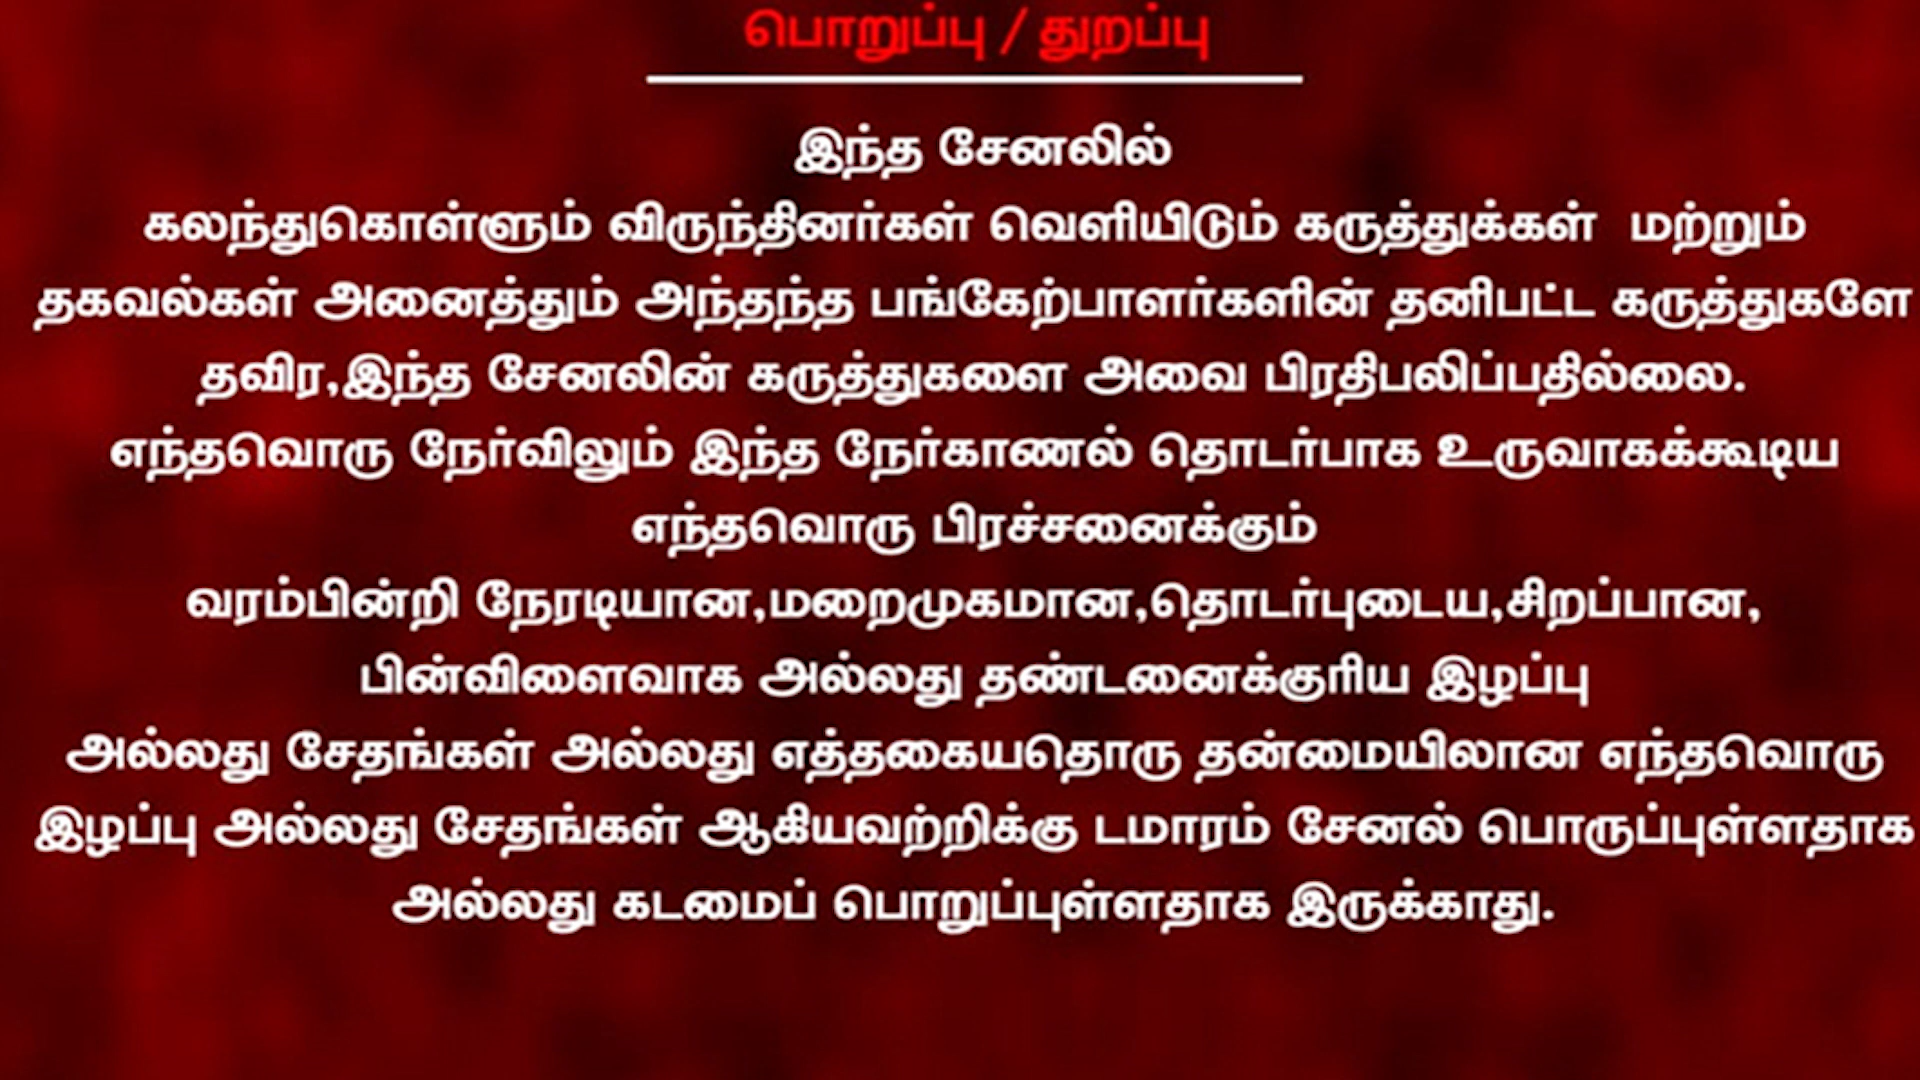 பொறுப்பு / துறப்பு
இந்த சேனலில்
கலந்துகொள்ளும் விருந்தினர்கள் வெளியிடும் கருத்துக்கள் மற்றும்
தகவல்கள் அனைத்தும் அந்தந்த பங்கேற்பாளர்களின் தனிபட்ட கருத்துகளே
தவிர,இந்த சேனலின் கருத்துகளை அவை பிரதிபலிப்பதில்லை.
எந்தவொரு நேர்விலும் இந்த நேர்காணல் தொடர்பாக உருவாகக்கூடிய
எந்தவொரு பிரச்சனைக்கும்
வரம்பின்றி நேரடியான,மறைமுகமான,தொடர்புடைய,சிறப்பான,
பின்விளைவாக அல்லது தண்டனைக்குரிய இழப்பு
அல்லது சேதங்கள் அல்லது எத்தகையதொரு தன்மையிலான எந்தவொரு
இழப்பு அல்லது சேதங்கள் ஆகியவற்றிக்கு டமாரம் சேனல் பொருப்புள்ளதாக
அல்லது கடமைப் பொறுப்புள்ளதாக இருக்காது.